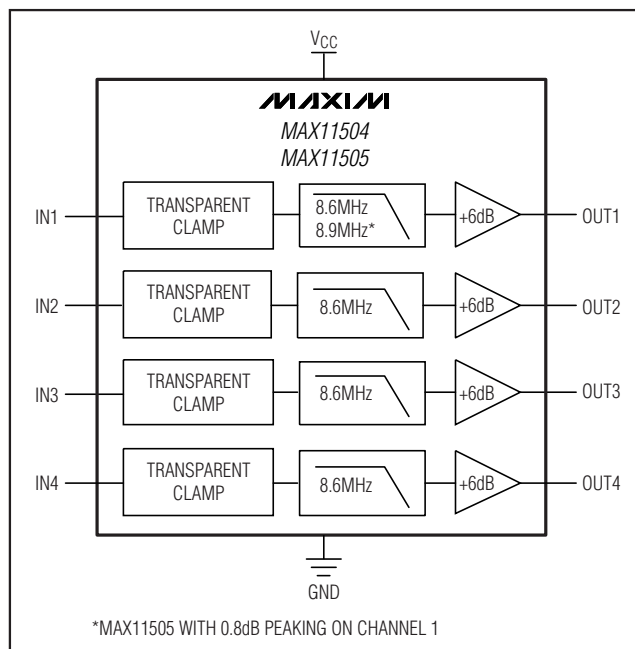 VCC
MAXIM
MAX11504
MAX11505
IN1
TRANSPARENT
CLAMP
8.6MHz
8.9MHz*
+6dB
OUT1
IN2
TRANSPARENT
CLAMP
8.6MHz
+6dB
OUT2
IN3
TRANSPARENT
CLAMP
8.6MHz
+6dB
OUT3
IN4
TRANSPARENT
CLAMP
8.6MHz
+6dB
OUT4
GND
*MAX11505 WITH 0.8dB PEAKING ON CHANNEL 1